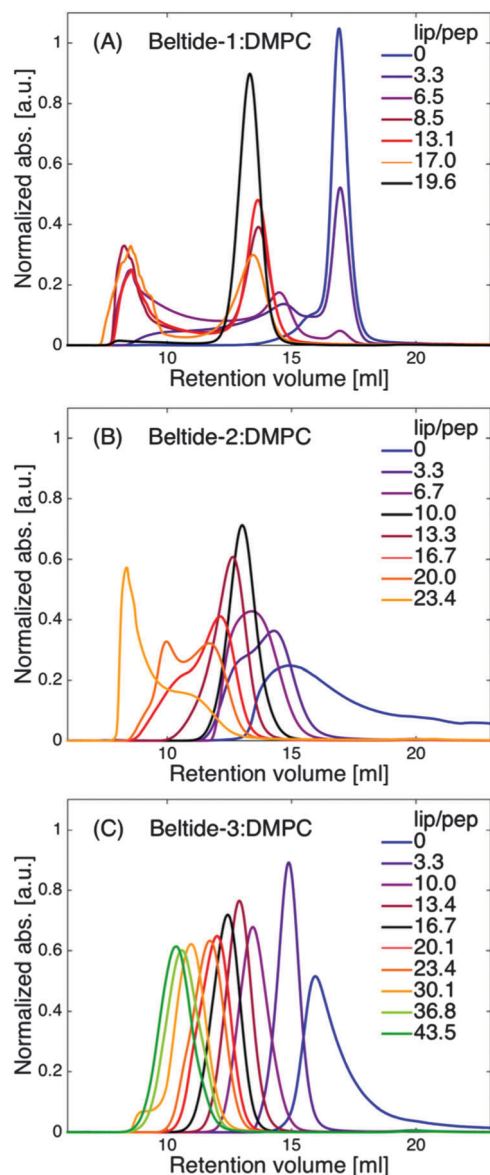 (A) Beltide-1:DMPC
lip/pep
0
3.3
6.5
8.5
13.1
17.0
19.6
Normalized abs. [a.u.]
1
0.8
0.6
0.4
0.2
0
10 15 20
Retention volume [ml]
(B) Beltide-2:DMPC
lip/pep
0
3.3
6.7
10.0
13.3
16.7
20.0
23.4
Normalized abs. [a.u.]
1
0.8
0.6
0.4
0.2
0
10 15 20
Retention volume [ml]
(C) Beltide-3:DMPC
lip/pep
0
3.3
10.0
13.4
16.7
20.1
23.4
30.1
36.8
43.5
Normalized abs. [a.u.]
1
0.8
0.6
0.4
0.2
0
10 15 20
Retention volume [ml]